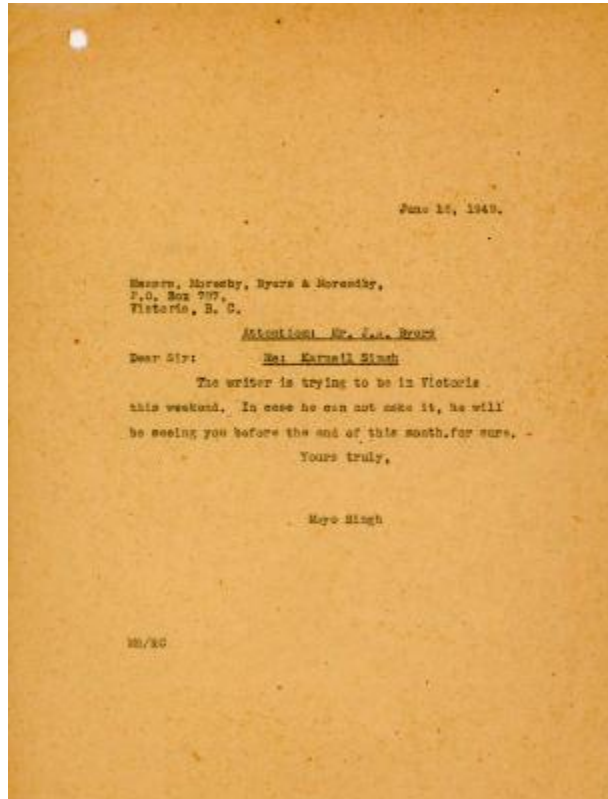 June 16, 1949.
Messrs, Moresby, Byers & Moresdby,
P.O. Box 797,
Victoria, B. C.
Attention: Mr. J.A. Byers
Dear Sir: Re: Karnail Singh
The writer is trying to be in Victoria
this weekend. In case he can not make it, he will
be seeing you before the end of this month.for sure.
Yours truly,
Mayo Singh